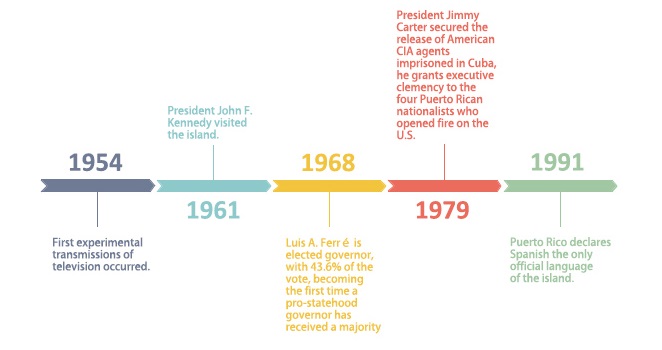 1954
First experimental
transmissions of
television occurred.
President John F.
Kennedy visited
the island.
1961
1968
Luis A. Ferr é is
elected governor,
with 43.6% of the
vote, becoming
the first time a
pro-statehood
governor has
received a majority
President Jimmy
Carter secured the
release of American
CIA agents
imprisoned in Cuba,
he grants executive
clemency to the
four Puerto Rican
nationalists who
opened fire on the
U.S.
1979
1991
Puerto Rico declares
Spanish the only
official language
of the island.